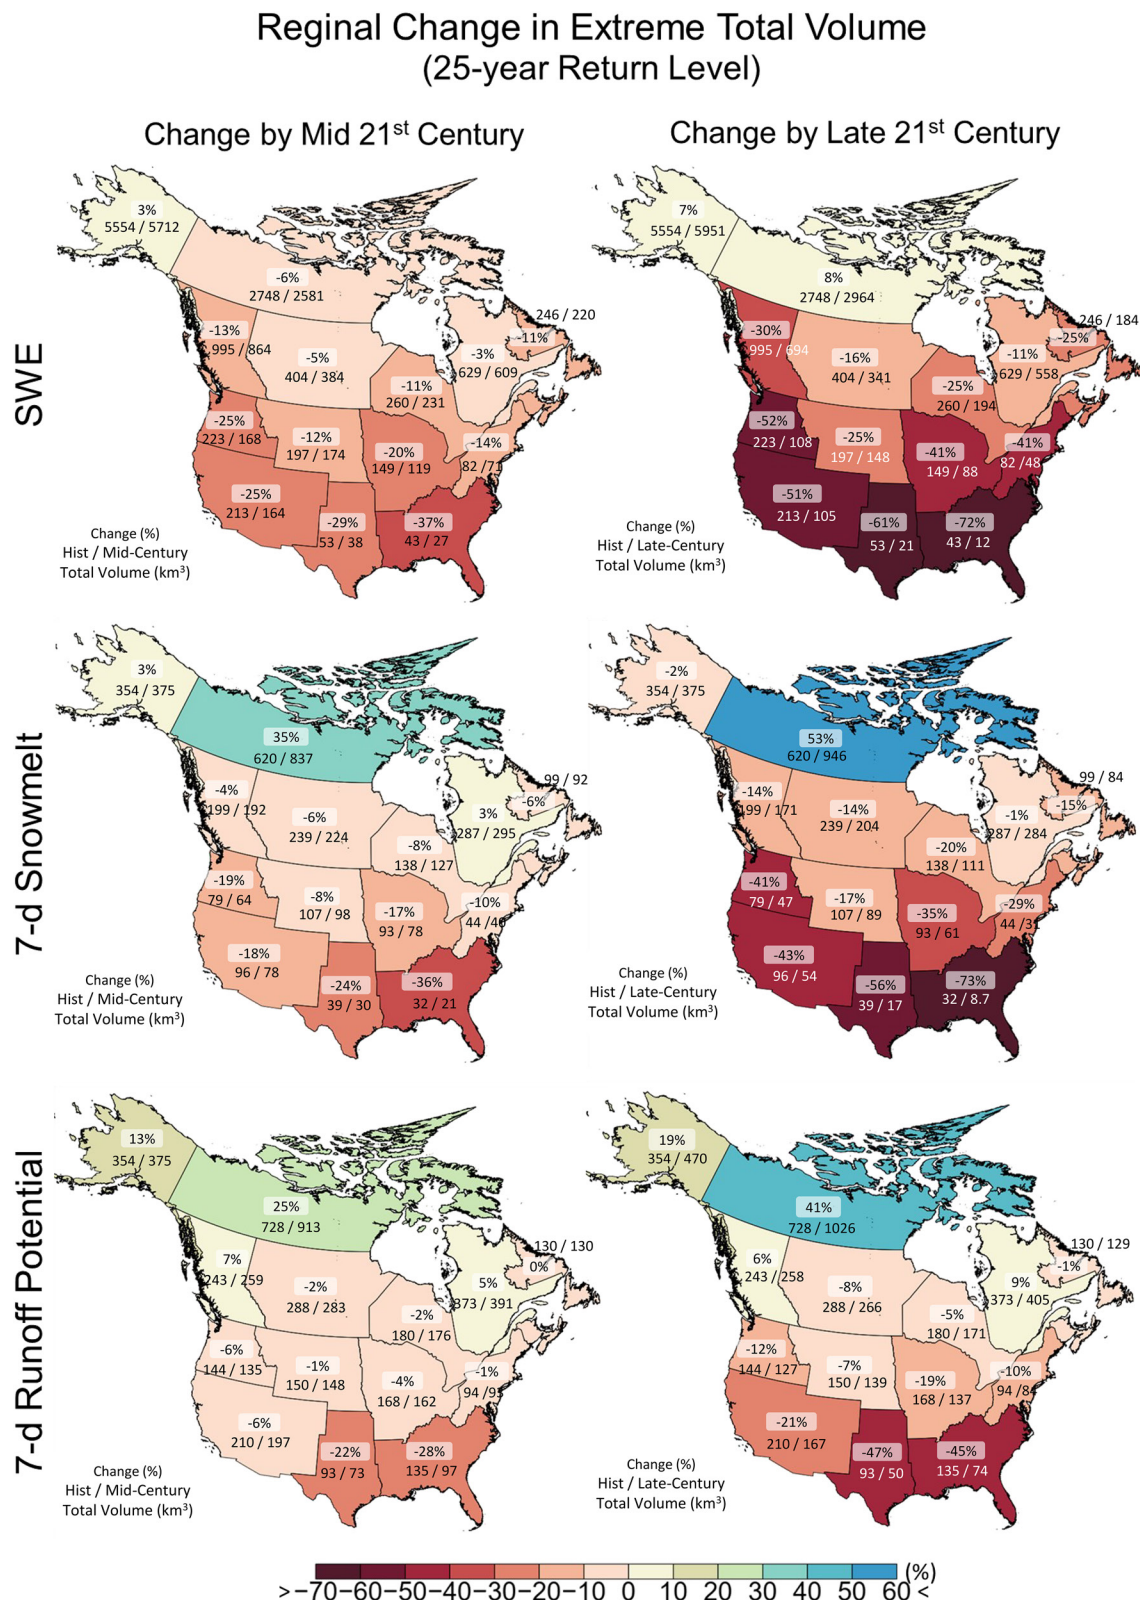 Reginal Change in Extreme Total Volume
(25-year Return Level)
Change by Mid 21st Century
Change by Late 21st Century
SWE
3%
5554 / 5712
-6%
2748 / 2581
246 / 220
-11%
-13%
995 / 864
-5%
404 / 384
-3%
629 / 609
-11%
260 / 231
-25%
223 / 168
-12%
197 / 174
-20%
149 / 119
-14%
82 /71
-25%
213 / 164
-29%
53 / 38
-37%
43 / 27
Change (%)
Hist / Mid-Century
Total Volume (km³)
7%
5554 / 5951
8%
2748 / 2964
246 / 184
-25%
-30%
995 / 694
-16%
404 / 341
-11%
629 / 558
-25%
260 / 194
-52%
223 / 108
-25%
197 / 148
-41%
149 / 88
-41%
82 /48
-51%
213 / 105
-61%
53 / 21
-72%
43 / 12
Change (%)
Hist / Late-Century
Total Volume (km³)
7-d Snowmelt
3%
354 / 375
35%
620 / 837
99 / 92
-6%
-4%
199 / 192
-6%
239 / 224
3%
287 / 295
-8%
138 / 127
-19%
79 / 64
-8%
107 / 98
-17%
93 / 78
-10%
44 /40
-18%
96 / 78
-24%
39 / 30
-36%
32 / 21
Change (%)
Hist / Mid-Century
Total Volume (km³)
-2%
354 / 375
53%
620 / 946
99 / 84
-15%
-14%
199 / 171
-14%
239 / 204
-1%
287 / 284
-20%
138 / 111
-41%
79 / 47
-17%
107 / 89
-35%
93 / 61
-29%
44 /31
-43%
96 / 54
-56%
39 / 17
-73%
32 / 8.7
Change (%)
Hist / Late-Century
Total Volume (km³)
7-d Runoff Potential
13%
354 / 375
25%
728 / 913
130 / 130
0%
7%
243 / 259
-2%
288 / 283
5%
373 / 391
-2%
180 / 176
-6%
144 / 135
-1%
150 / 148
-4%
168 / 162
-1%
94 /93
-6%
210 / 197
-22%
93 / 73
-28%
135 / 97
Change (%)
Hist / Mid-Century
Total Volume (km³)
19%
354 / 470
41%
728 / 1026
130 / 129
-1%
6%
243 / 258
-8%
288 / 266
9%
373 / 405
-5%
180 / 171
-12%
144 / 127
-7%
150 / 139
-19%
168 / 137
-10%
94 / 84
-21%
210 / 167
-47%
93 / 50
-45%
135 / 74
Change (%)
Hist / Late-Century
Total Volume (km³)
(%)
>−70−60−50−40−30−20−10 0 10 20 30 40 50 60 <